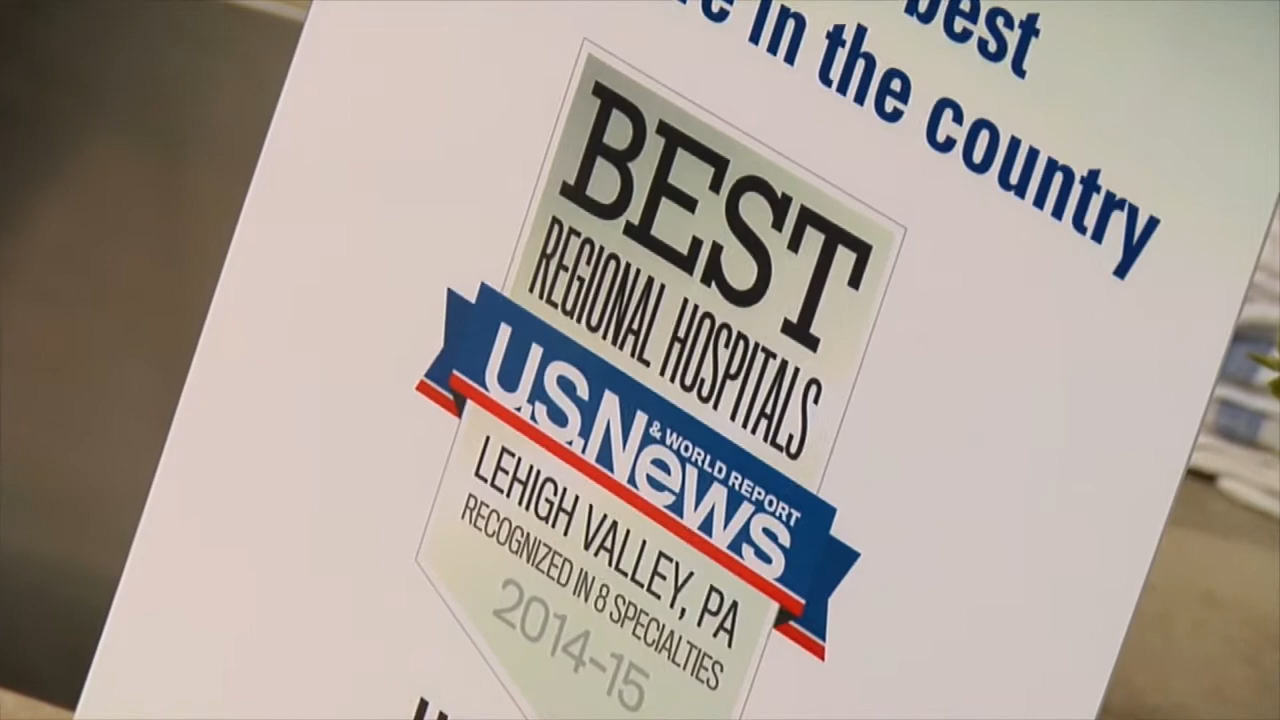 best
in the country
BEST
REGIONAL HOSPITALS
U.S.News
& WORLD REPORT
LEHIGH VALLEY, PA
RECOGNIZED IN 8 SPECIALTIES
2014-15